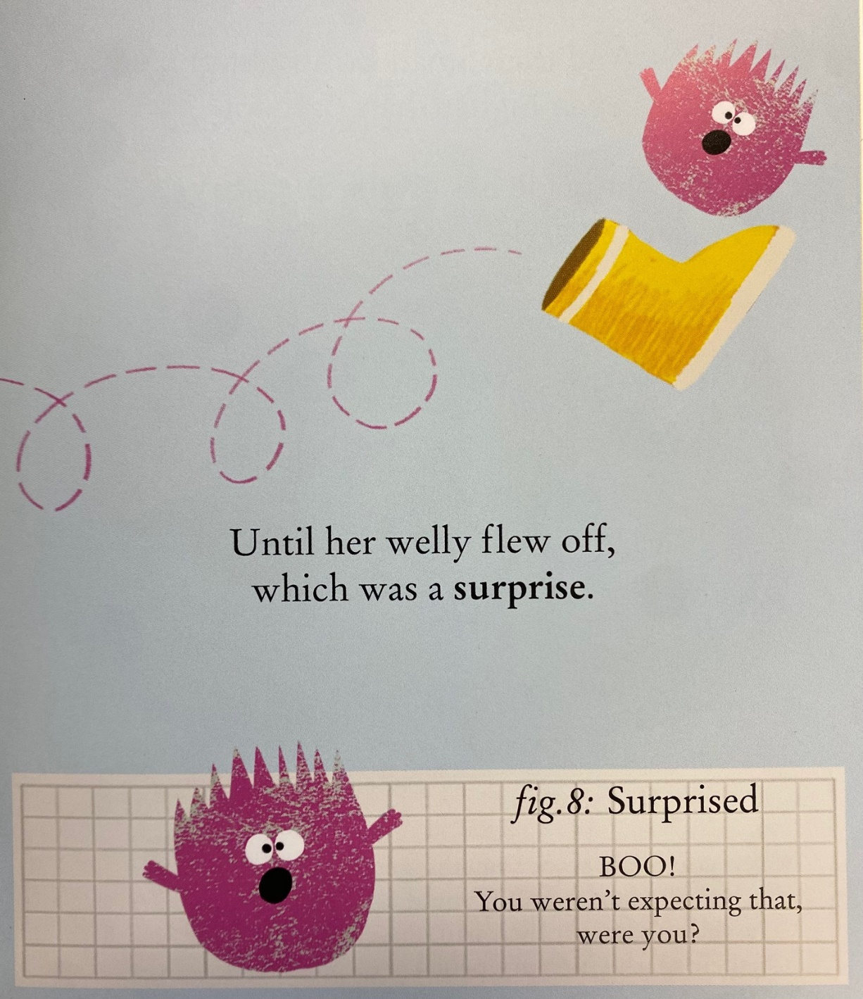 Until her welly flew off,
which was a surprise.
fig.8: Surprised
BOO!
You weren’t expecting that,
were you?